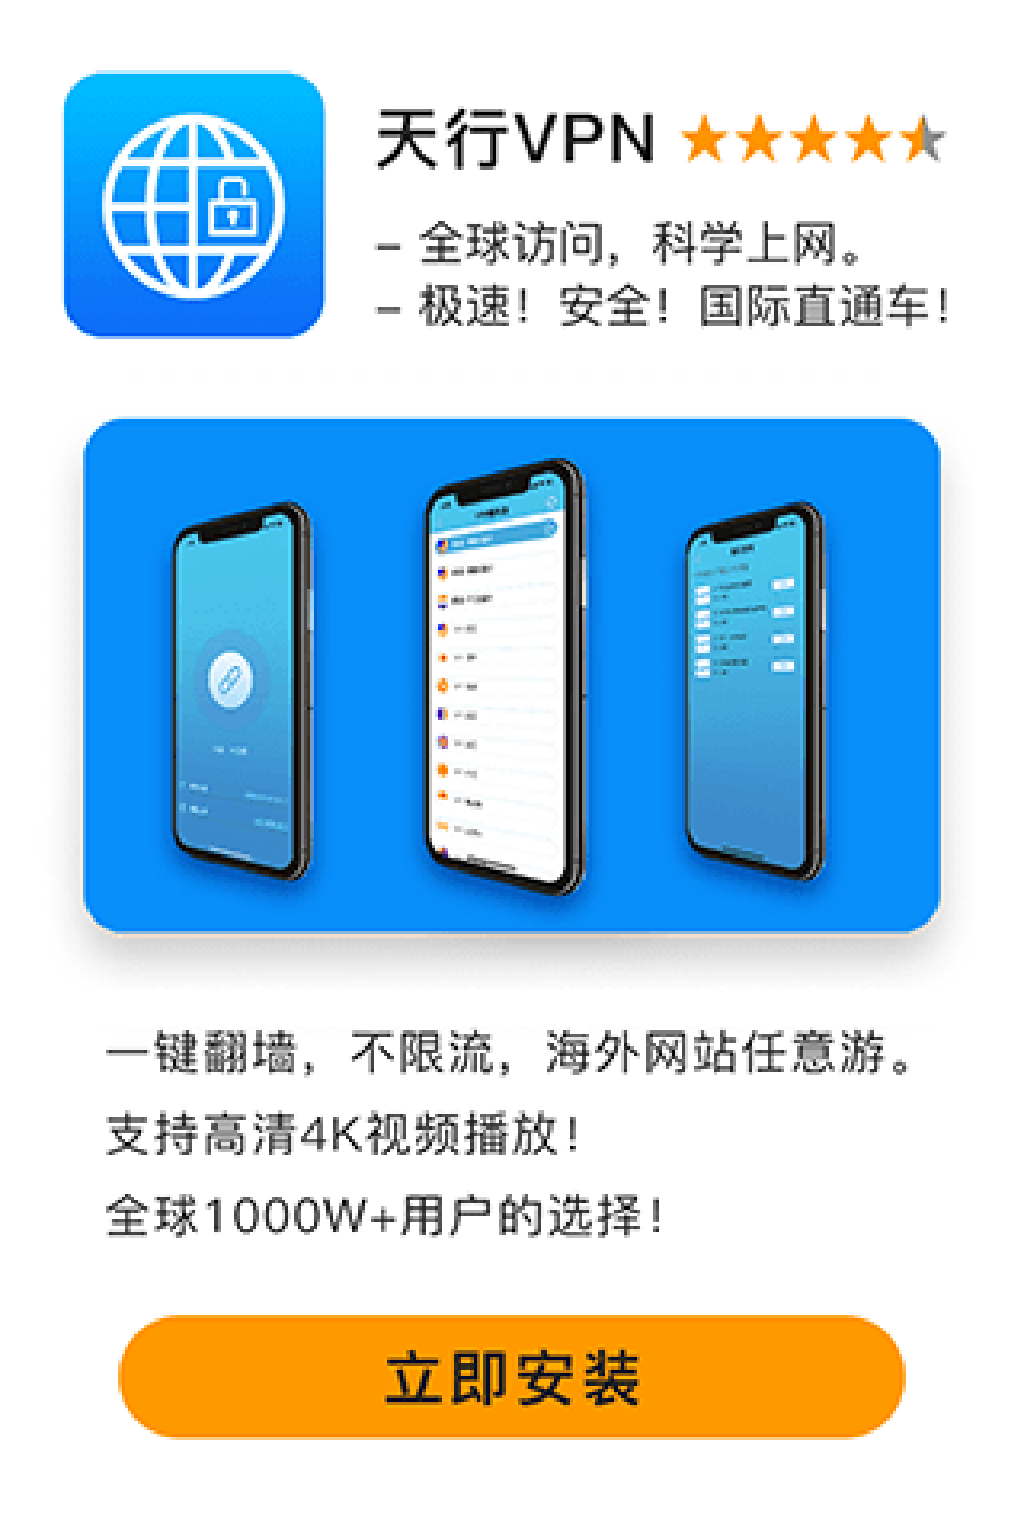 天行VPN
– 全球访问，科学上网。
– 极速！安全！国际直通车！
一键翻墙，不限流，海外网站任意游。
支持高清4K视频播放！
全球1000W+用户的选择！
立即安装